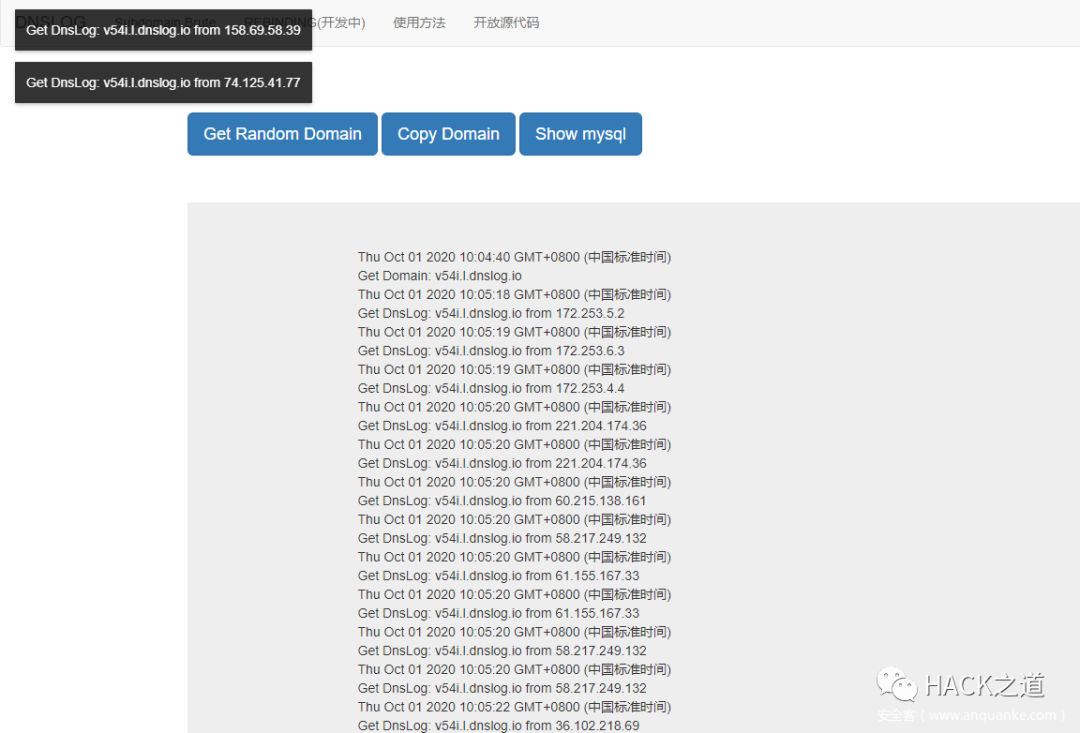 DNSLOG Subdomain Brute REBINDING(开发中) 使用方法 开放源代码
Get DnsLog: v54i.l.dnslog.io from 158.69.58.39
Get DnsLog: v54i.l.dnslog.io from 74.125.41.77
Get Random Domain Copy Domain Show mysql
Thu Oct 01 2020 10:04:40 GMT+0800 (中国标准时间)
Get Domain: v54i.l.dnslog.io
Thu Oct 01 2020 10:05:18 GMT+0800 (中国标准时间)
Get DnsLog: v54i.l.dnslog.io from 172.253.5.2
Thu Oct 01 2020 10:05:19 GMT+0800 (中国标准时间)
Get DnsLog: v54i.l.dnslog.io from 172.253.6.3
Thu Oct 01 2020 10:05:19 GMT+0800 (中国标准时间)
Get DnsLog: v54i.l.dnslog.io from 172.253.4.4
Thu Oct 01 2020 10:05:20 GMT+0800 (中国标准时间)
Get DnsLog: v54i.l.dnslog.io from 221.204.174.36
Thu Oct 01 2020 10:05:20 GMT+0800 (中国标准时间)
Get DnsLog: v54i.l.dnslog.io from 221.204.174.36
Thu Oct 01 2020 10:05:20 GMT+0800 (中国标准时间)
Get DnsLog: v54i.l.dnslog.io from 60.215.138.161
Thu Oct 01 2020 10:05:20 GMT+0800 (中国标准时间)
Get DnsLog: v54i.l.dnslog.io from 58.217.249.132
Thu Oct 01 2020 10:05:20 GMT+0800 (中国标准时间)
Get DnsLog: v54i.l.dnslog.io from 61.155.167.33
Thu Oct 01 2020 10:05:20 GMT+0800 (中国标准时间)
Get DnsLog: v54i.l.dnslog.io from 61.155.167.33
Thu Oct 01 2020 10:05:20 GMT+0800 (中国标准时间)
Get DnsLog: v54i.l.dnslog.io from 58.217.249.132
Thu Oct 01 2020 10:05:20 GMT+0800 (中国标准时间)
Get DnsLog: v54i.l.dnslog.io from 58.217.249.132
Thu Oct 01 2020 10:05:22 GMT+0800 (中国标准时间)
Get DnsLog: v54i.l.dnslog.io from 36.102.218.69
HACK之道
安全客 ( www.anquanke.com )